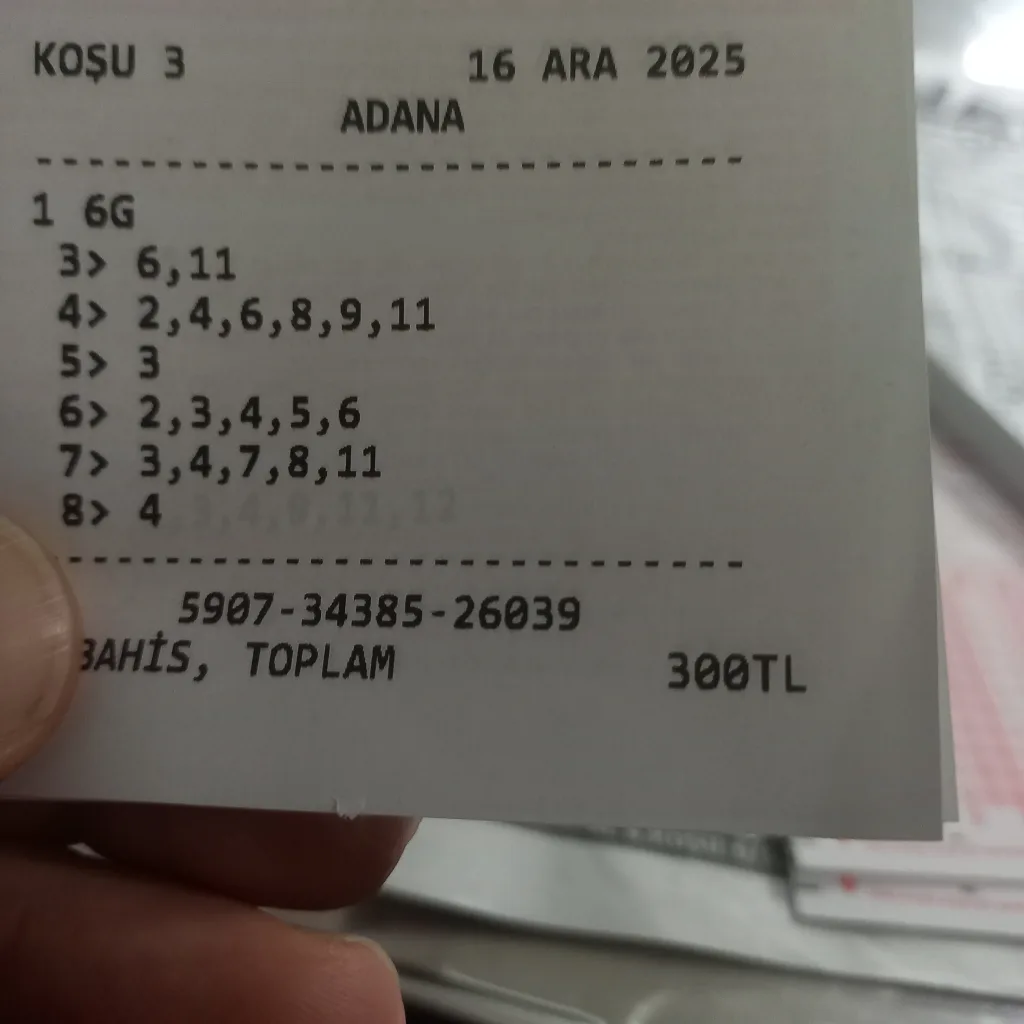 KOŞU 3 16 ARA 2025
ADANA
------------------------------
1 6G
3> 6,11
4> 2,4,6,8,9,11
5> 3
6> 2,3,4,5,6
7> 3,4,7,8,11
8> 4
------------------------------
5907-34385-26039
BAHİS, TOPLAM 300TL